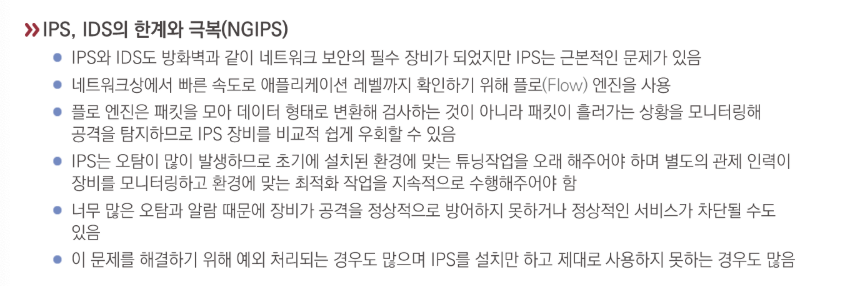 » IPS, IDS의 한계와 극복(NGIPS)
• IPS와 IDS도 방화벽과 같이 네트워크 보안의 필수 장비가 되었지만 IPS는 근본적인 문제가 있음
• 네트워크상에서 빠른 속도로 애플리케이션 레벨까지 확인하기 위해 플로(Flow) 엔진을 사용
• 플로 엔진은 패킷을 모아 데이터 형태로 변환해 검사하는 것이 아니라 패킷이 흘러가는 상황을 모니터링해
공격을 탐지하므로 IPS 장비를 비교적 쉽게 우회할 수 있음
• IPS는 오탐이 많이 발생하므로 초기에 설치된 환경에 맞는 튜닝작업을 오래 해주어야 하며 별도의 관제 인력이
장비를 모니터링하고 환경에 맞는 최적화 작업을 지속적으로 수행해주어야 함
• 너무 많은 오탐과 알람 때문에 장비가 공격을 정상적으로 방어하지 못하거나 정상적인 서비스가 차단될 수도
있음
• 이 문제를 해결하기 위해 예외 처리되는 경우도 많으며 IPS를 설치만 하고 제대로 사용하지 못하는 경우도 많음